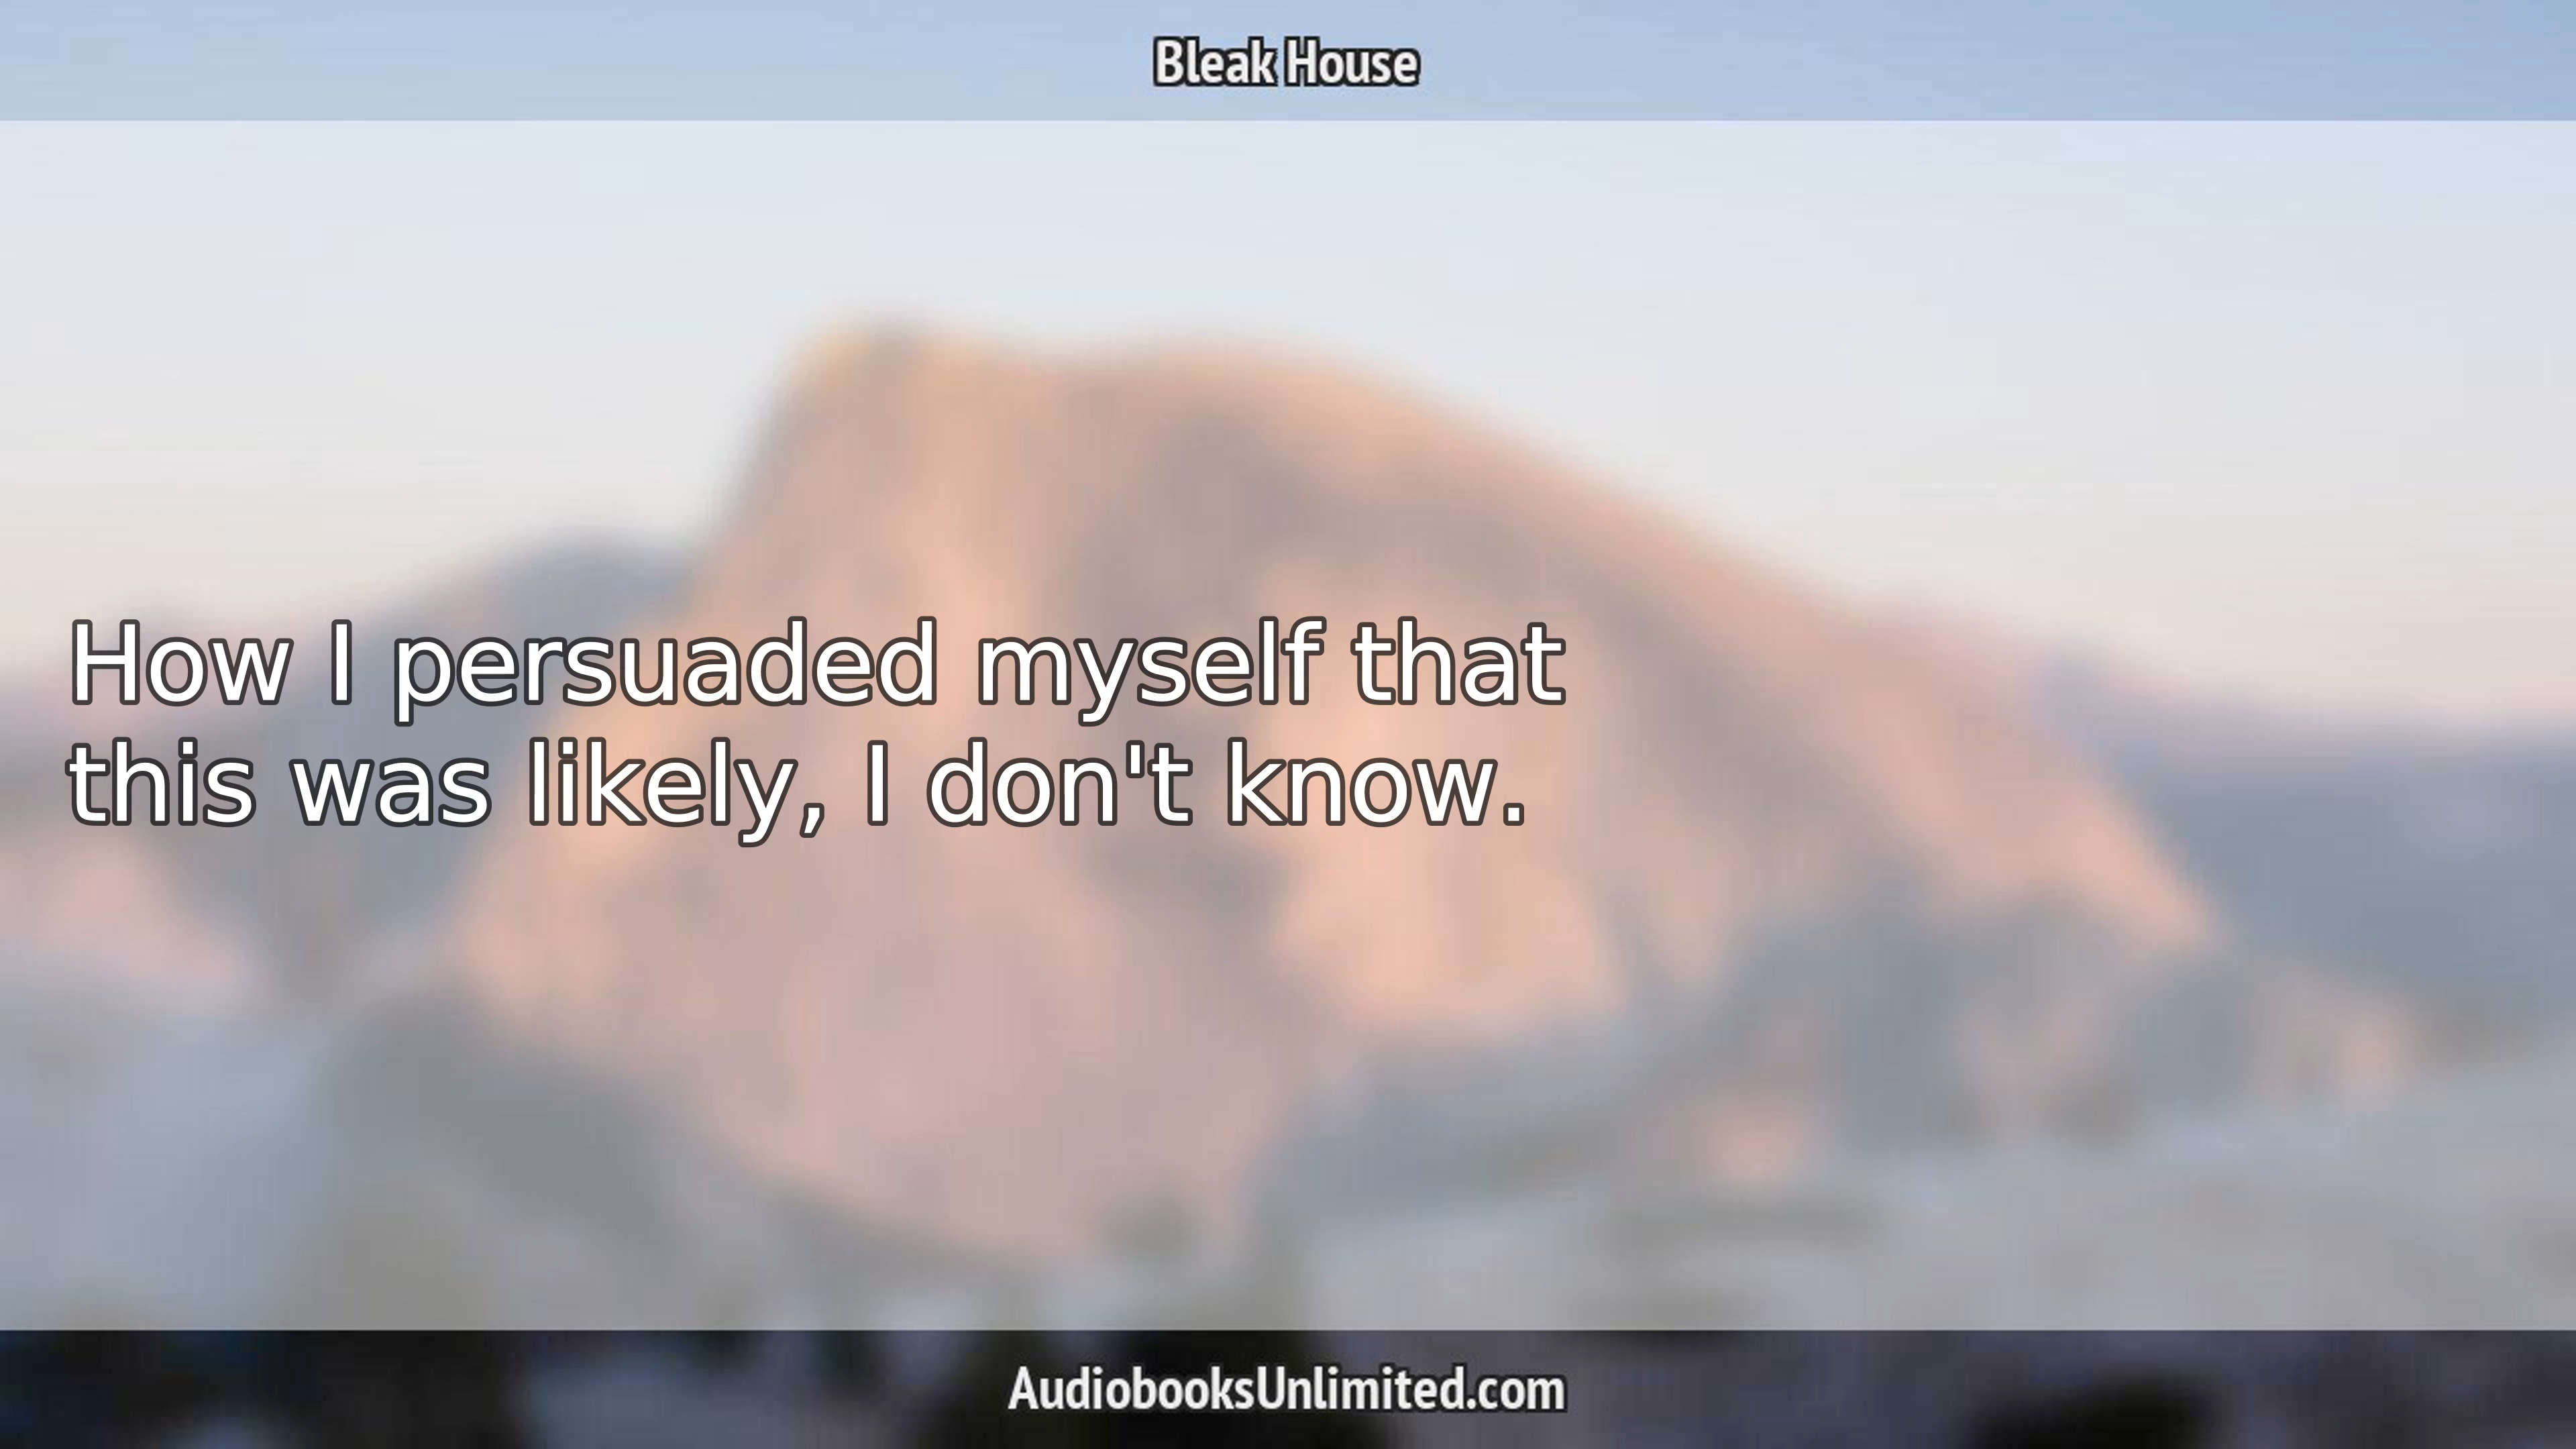 Bleak House
How I persuaded myself that
this was likely, I don't know.
AudiobooksUnlimited.com